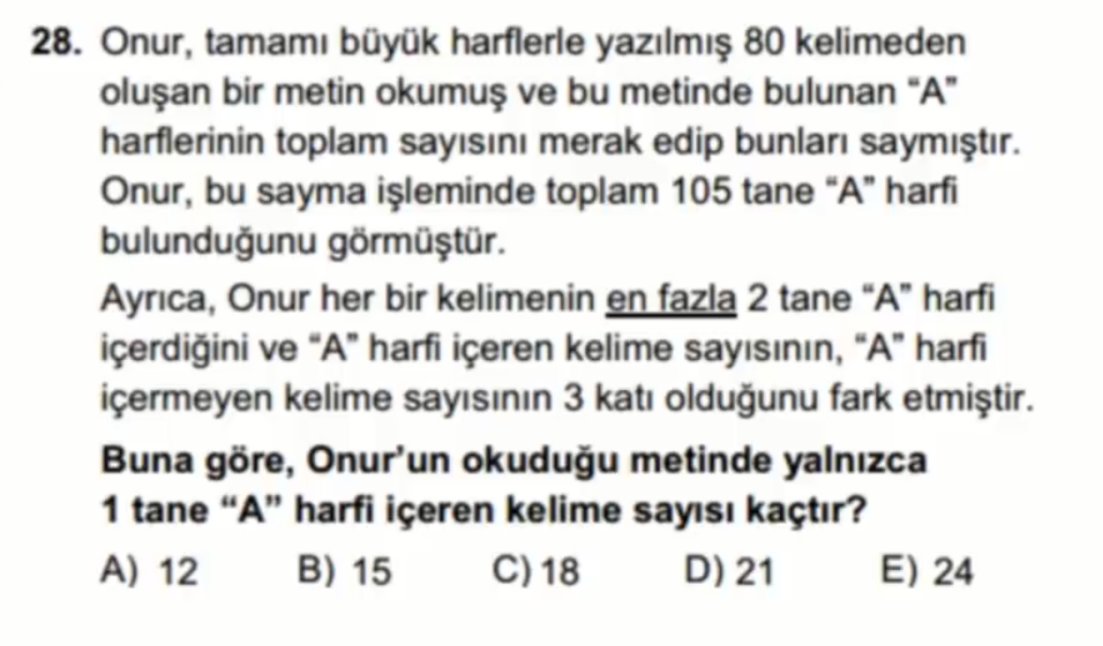 28. Onur, tamamı büyük harflerle yazılmış 80 kelimeden
oluşan bir metin okumuş ve bu metinde bulunan “A”
harflerinin toplam sayısını merak edip bunları saymıştır.
Onur, bu sayma işleminde toplam 105 tane “A” harfi
bulunduğunu görmüştür.
Ayrıca, Onur her bir kelimenin en fazla 2 tane “A” harfi
içerdiğini ve “A” harfi içeren kelime sayısının, “A” harfi
içermeyen kelime sayısının 3 katı olduğunu fark etmiştir.
Buna göre, Onur’un okuduğu metinde yalnızca
1 tane “A” harfi içeren kelime sayısı kaçtır?
A) 12 B) 15 C) 18 D) 21 E) 24